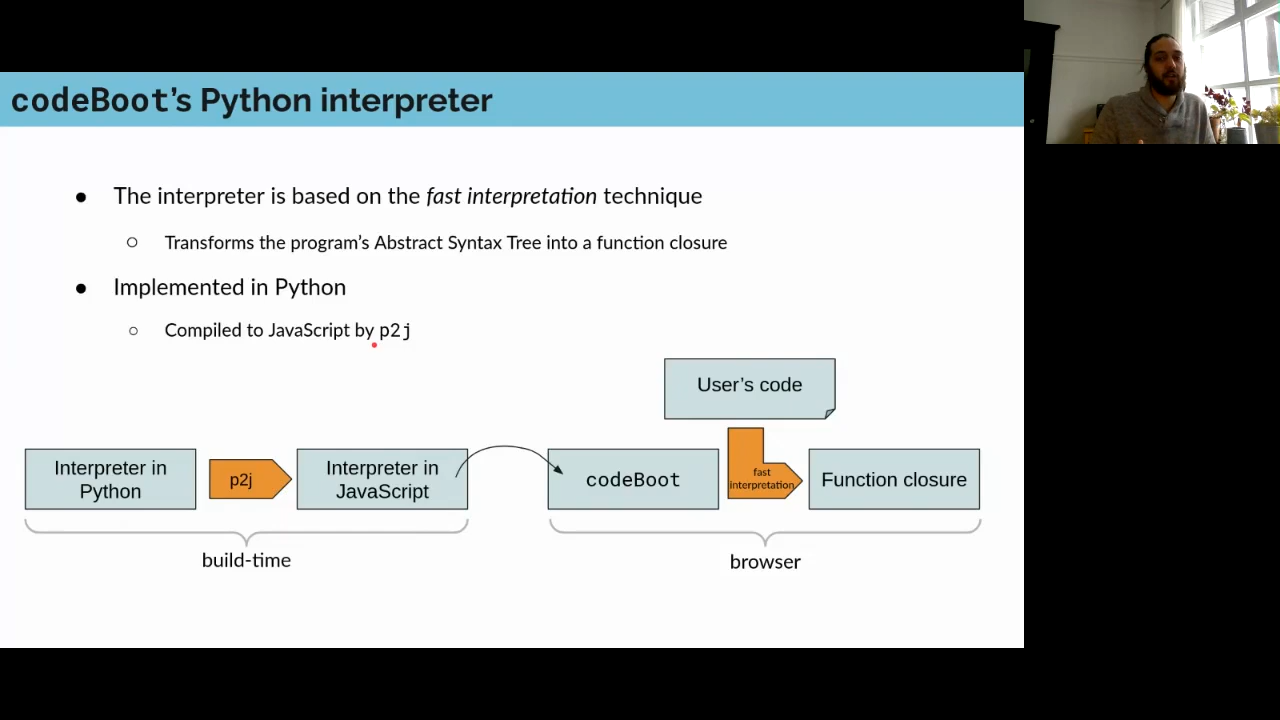 codeBoot's Python interpreter
● The interpreter is based on the fast interpretation technique
○ Transforms the program's Abstract Syntax Tree into a function closure
● Implemented in Python
○ Compiled to JavaScript by p2j
User's code
Interpreter in
Python
p2j
Interpreter in
JavaScript
codeBoot
fast
interpretation
Function closure
build-time
browser